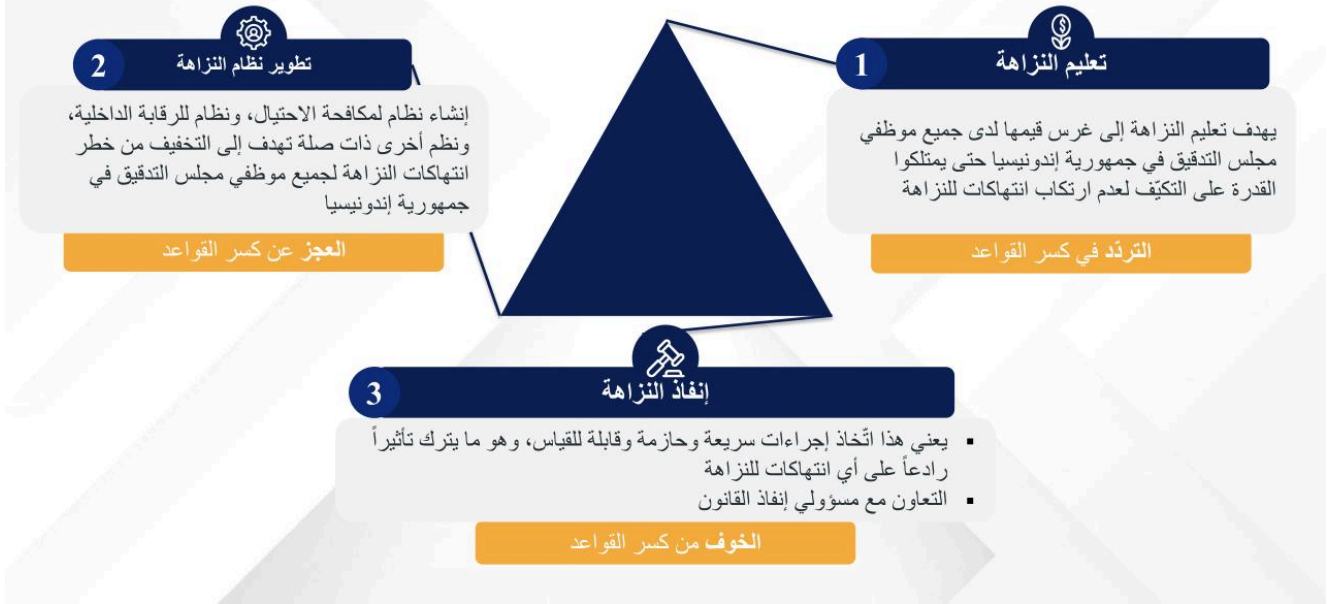 1
تعليم النزاهة
يهدف تعليم النزاهة إلى غرس قيمها لدى جميع موظفي
مجلس التدقيق في جمهورية إندونيسيا حتى يمتلكوا
القدرة على التكيّف لعدم ارتكاب انتهاكات للنزاهة
التردّد في كسر القواعد
2
تطوير نظام النزاهة
إنشاء نظام لمكافحة الاحتيال، ونظام للرقابة الداخلية،
ونظم أخرى ذات صلة تهدف إلى التخفيف من خطر
انتهاكات النزاهة لجميع موظفي مجلس التدقيق في
جمهورية إندونيسيا
العجز عن كسر القواعد
3
إنفاذ النزاهة
▪ يعني هذا اتّخاذ إجراءات سريعة وحازمة وقابلة للقياس، وهو ما يترك تأثيراً
رادعاً على أي انتهاكات للنزاهة
▪ التعاون مع مسؤولي إنفاذ القانون
الخوف من كسر القواعد